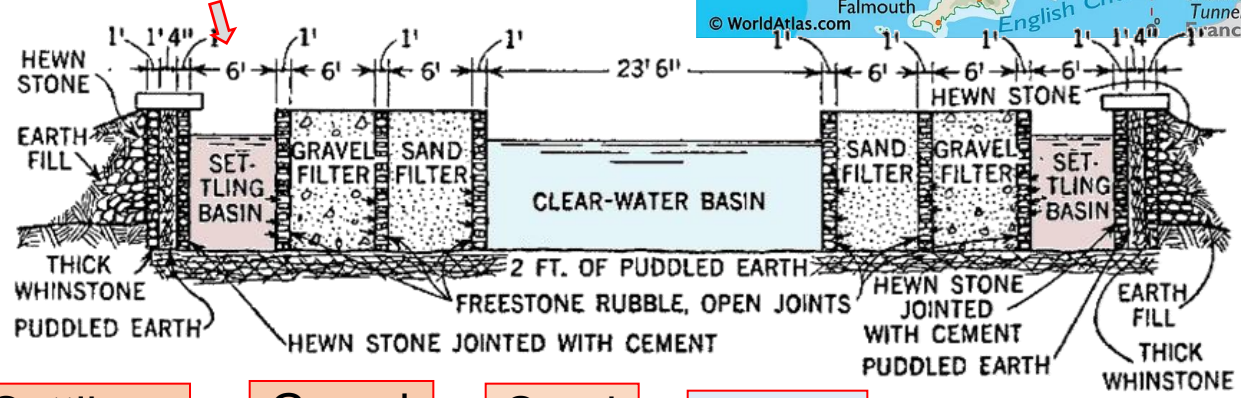 Falmouth
© WorldAtlas.com
English Ch
Tunne
Franc
1' 1'4" 1' 1' 1' 1' 1' 1' 1' 1' 1'4" 1'
6' 6' 6' 23'6" 6' 6' 6'
HEWN
STONE
HEWN STONE
EARTH
FILL
SET-
TLING
BASIN
GRAVEL
FILTER
SAND
FILTER
CLEAR-WATER BASIN
SAND
FILTER
GRAVEL
FILTER
SET-
TLING
BASIN
THICK
WHINSTONE
PUDDLED EARTH
2 FT. OF PUDDLED EARTH
FREESTONE RUBBLE, OPEN JOINTS
HEWN STONE JOINTED WITH CEMENT
HEWN STONE
JOINTED
WITH CEMENT
PUDDLED EARTH
EARTH
FILL
THICK
WHINSTONE